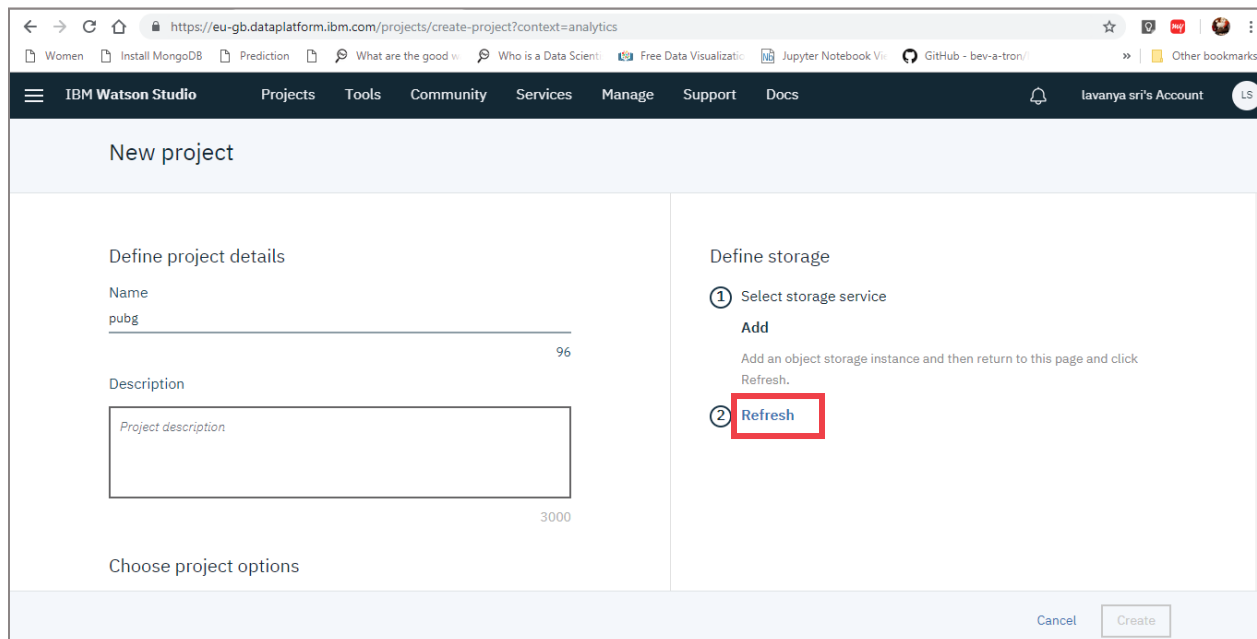 https://eu-gb.dataplatform.ibm.com/projects/create-project?context=analytics
Women Install MongoDB Prediction What are the good w Who is a Data Scienti Free Data Visualizatio Jupyter Notebook Vie GitHub - bev-a-tron/ » Other bookmarks
IBM Watson Studio Projects Tools Community Services Manage Support Docs lavanya sri's Account LS
New project
Define project details
Define storage
Name
1 Select storage service
pubg
Add
96
Add an object storage instance and then return to this page and click
Refresh.
Description
2 Refresh
Project description
3000
Choose project options
Cancel Create